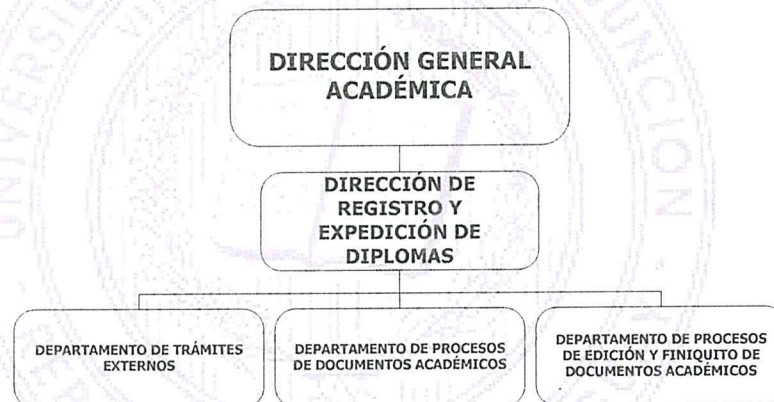 DIRECCIÓN GENERAL
ACADÉMICA
DIRECCIÓN DE
REGISTRO Y
EXPEDICIÓN DE
DIPLOMAS
DEPARTAMENTO DE TRÁMITES
EXTERNOS
DEPARTAMENTO DE PROCESOS
DE DOCUMENTOS ACADÉMICOS
DEPARTAMENTO DE PROCESOS
DE EDICIÓN Y FINIQUITO DE
DOCUMENTOS ACADÉMICOS